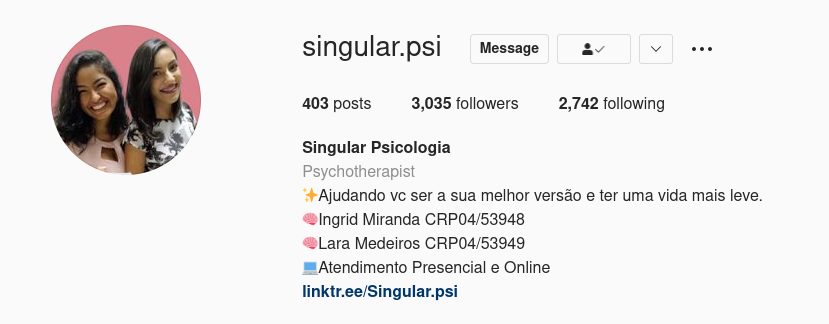 singular.psi Message
403 posts 3,035 followers 2,742 following
Singular Psicologia
Psychotherapist
✨Ajudando vc ser a sua melhor versão e ter uma vida mais leve.
🧠Ingrid Miranda CRP04/53948
🧠Lara Medeiros CRP04/53949
💻Atendimento Presencial e Online
linktr.ee/Singular.psi